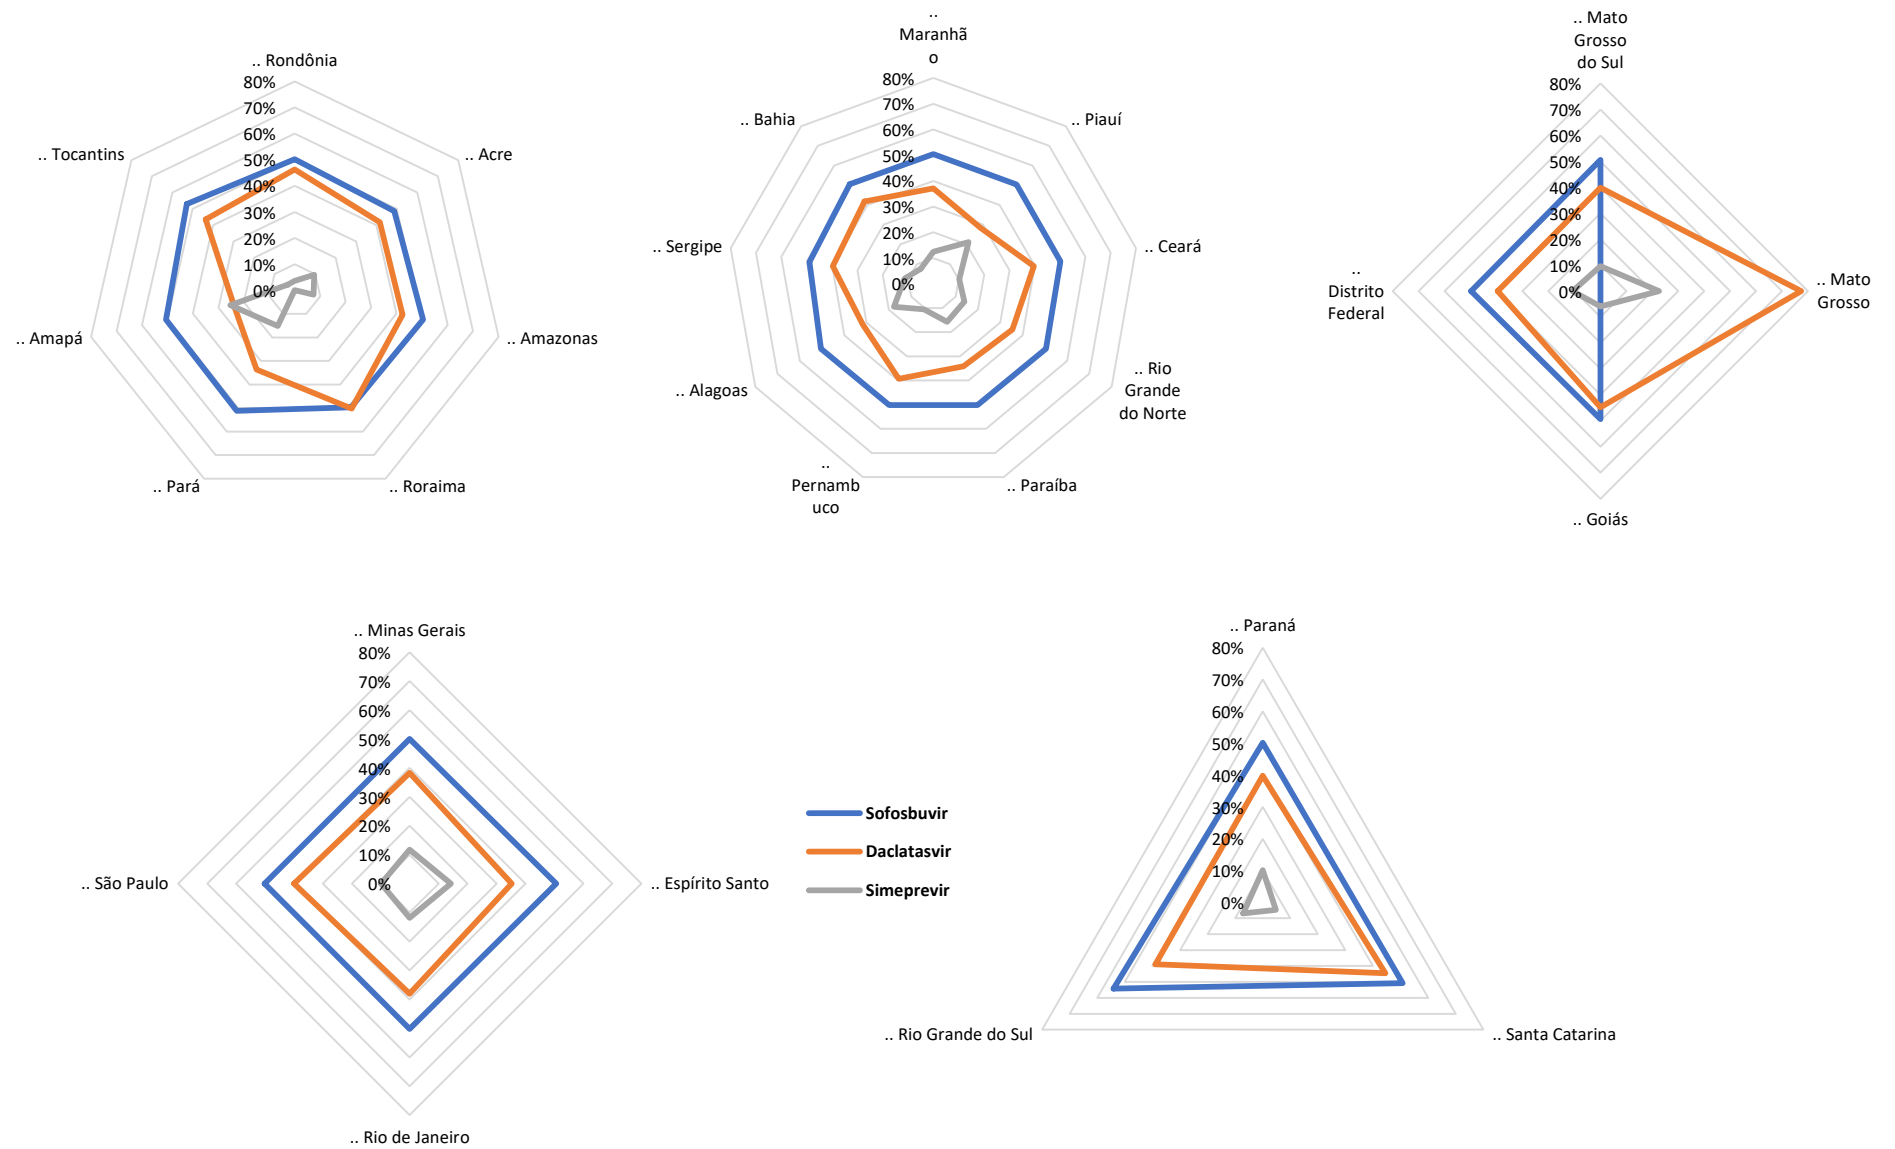 .. Rondônia
80%
70%
60%
50%
40%
30%
20%
10%
0%
.. Acre
.. Amazonas
.. Roraima
.. Pará
.. Amapá
.. Tocantins
..
Maranhã
o
80%
70%
60%
50%
40%
30%
20%
10%
0%
.. Piauí
.. Ceará
.. Rio
Grande
do Norte
.. Paraíba
..
Pernamb
uco
.. Alagoas
.. Sergipe
.. Bahia
.. Mato
Grosso
do Sul
80%
70%
60%
50%
40%
30%
20%
10%
0%
.. Mato
Grosso
.. Goiás
..
Distrito
Federal
.. Minas Gerais
80%
70%
60%
50%
40%
30%
20%
10%
0%
.. Espírito Santo
.. Rio de Janeiro
.. São Paulo
Sofosbuvir
Daclatasvir
Simeprevir
.. Paraná
80%
70%
60%
50%
40%
30%
20%
10%
0%
.. Santa Catarina
.. Rio Grande do Sul